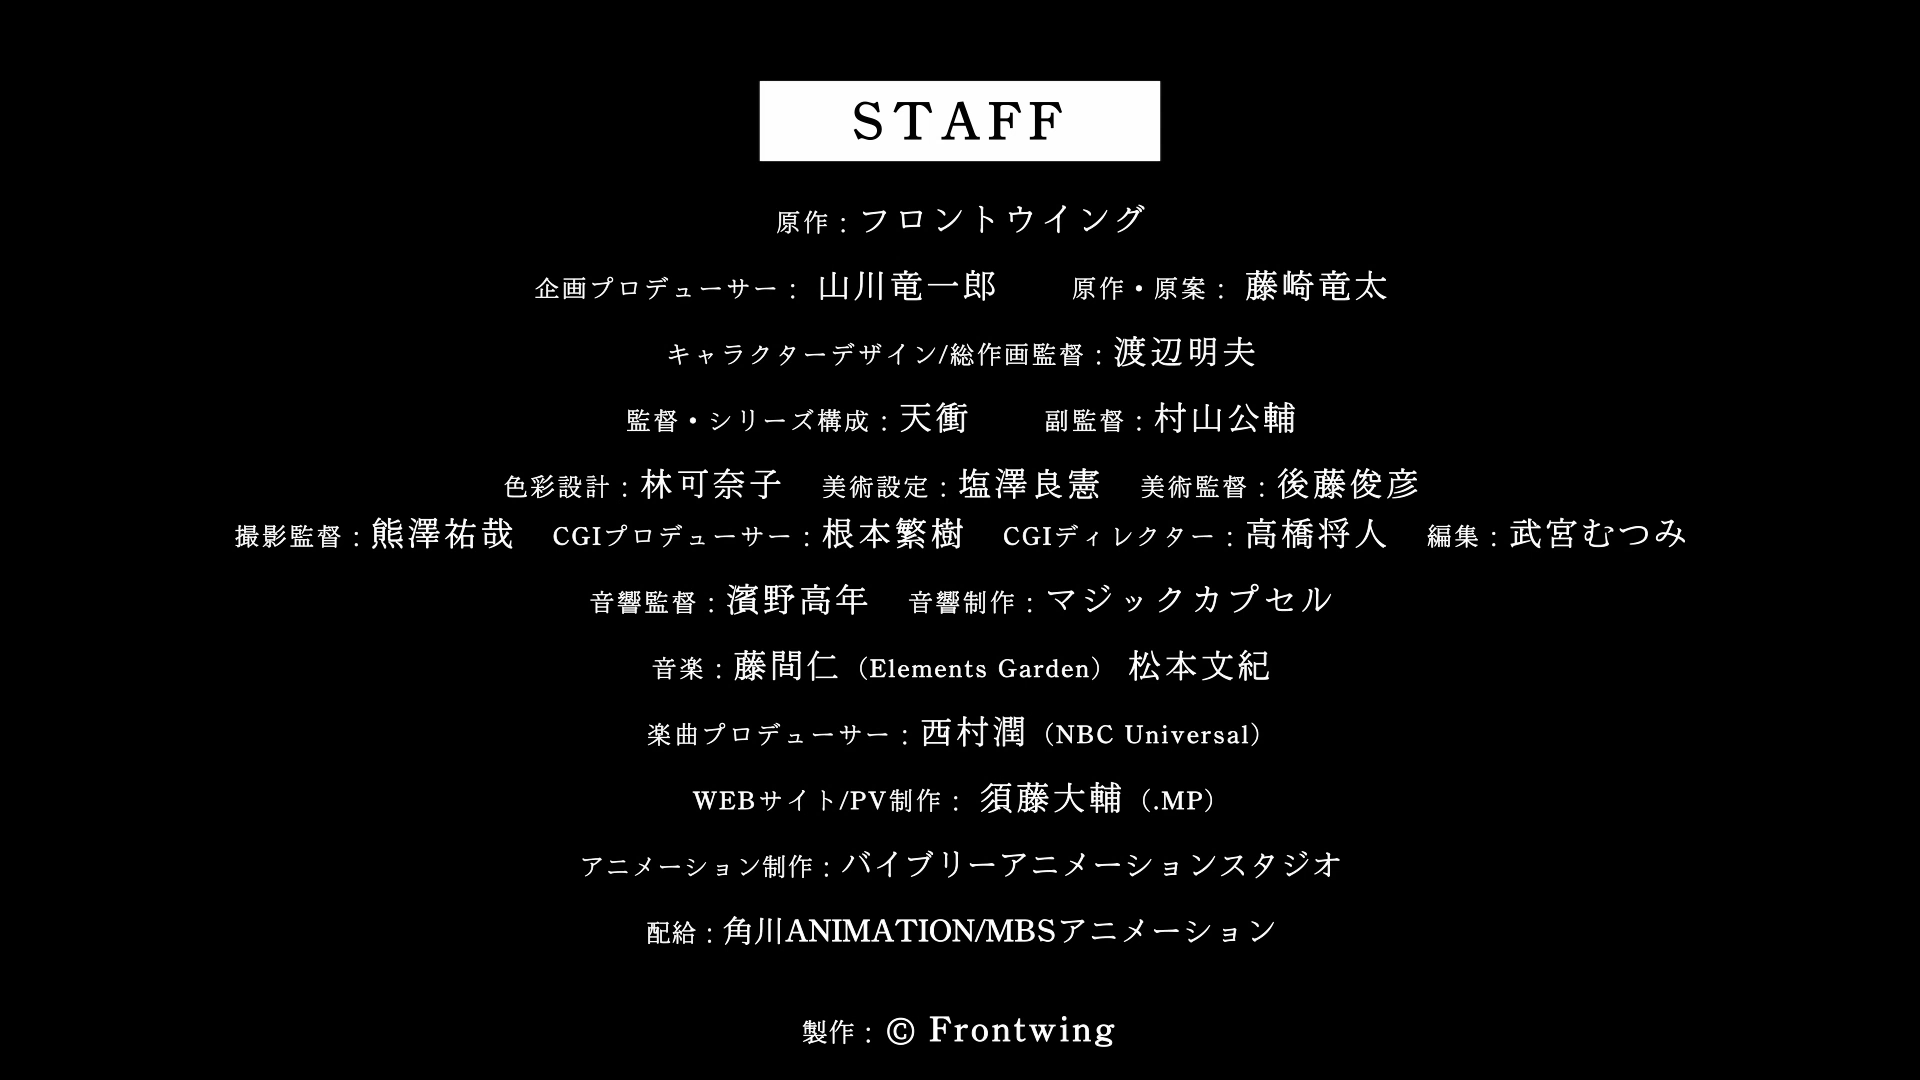 STAFF
原作：フロントウイング
企画プロデューサー： 山川竜一郎　　原作・原案： 藤崎竜太
キャラクターデザイン/総作画監督：渡辺明夫
監督・シリーズ構成：天衝　　副監督：村山公輔
色彩設計：林可奈子　美術設定：塩澤良憲　美術監督：後藤俊彦
撮影監督：熊澤祐哉　CGIプロデューサー：根本繁樹　CGIディレクター：高橋将人　編集：武宮むつみ
音響監督：濱野高年　音響制作：マジックカプセル
音楽：藤間仁（Elements Garden） 松本文紀
楽曲プロデューサー：西村潤（NBC Universal）
WEBサイト/PV制作： 須藤大輔（.MP）
アニメーション制作：バイブリーアニメーションスタジオ
配給：角川ANIMATION/MBSアニメーション
製作：© Frontwing